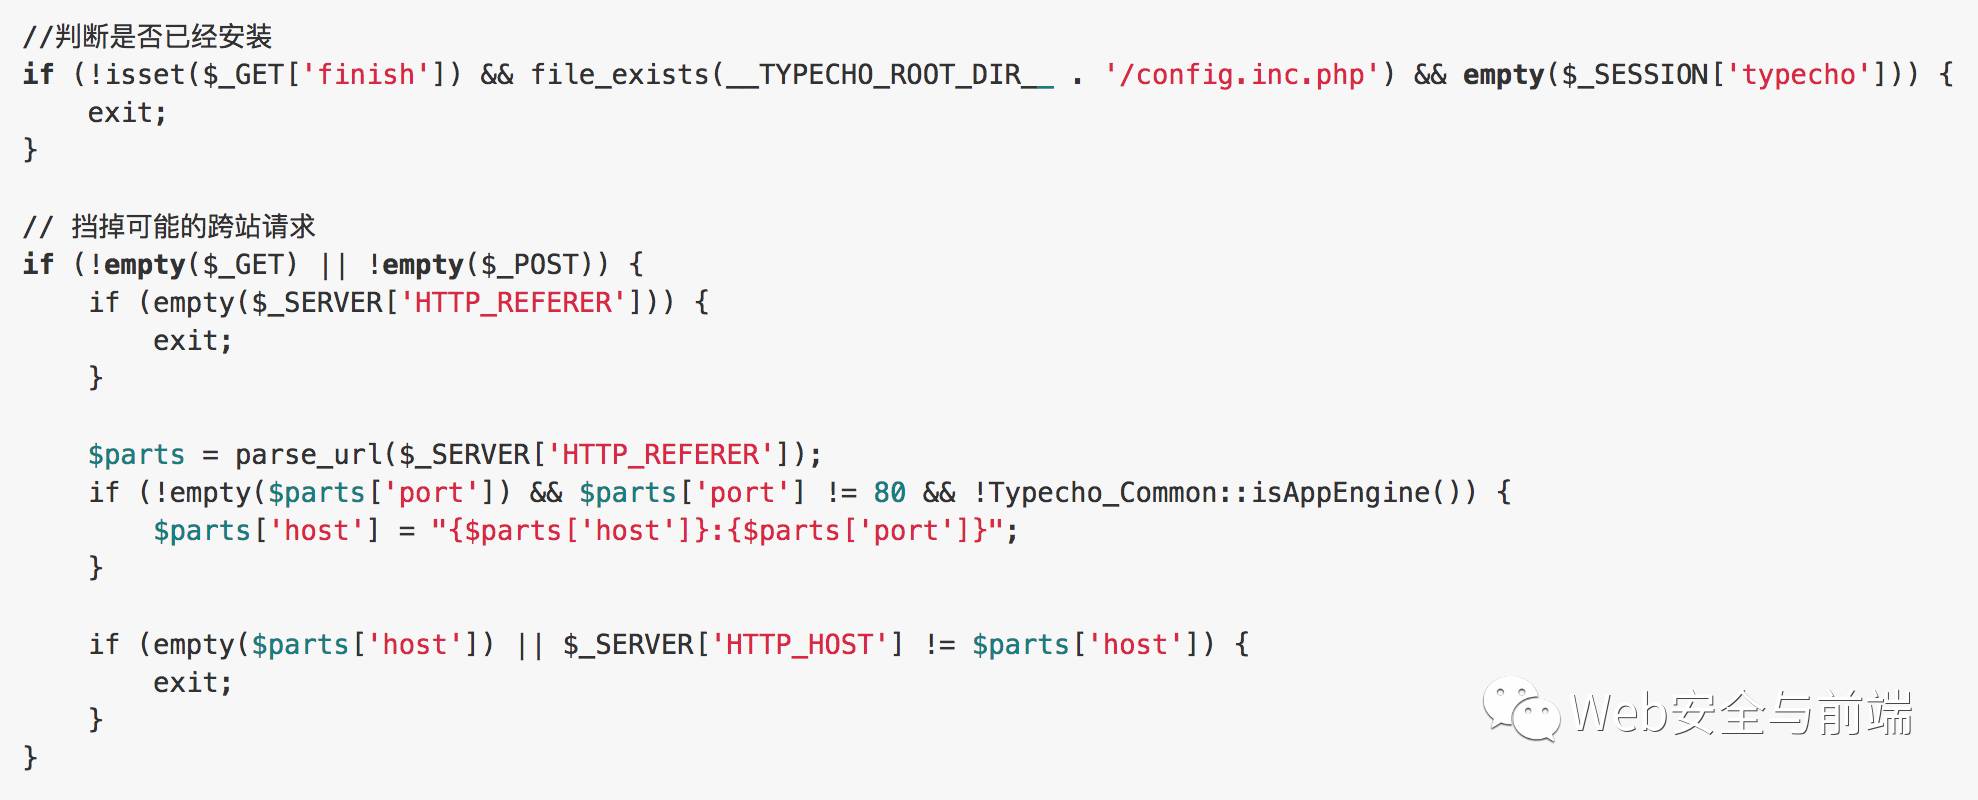 //判断是否已经安装
if (!isset($_GET['finish']) && file_exists(__TYPECHO_ROOT_DIR__ . '/config.inc.php') && empty($_SESSION['typecho'])) {
    exit;
}

// 挡掉可能的跨站请求
if (!empty($_GET) || !empty($_POST)) {
    if (empty($_SERVER['HTTP_REFERER'])) {
        exit;
    }

    $parts = parse_url($_SERVER['HTTP_REFERER']);
    if (!empty($parts['port']) && $parts['port'] != 80 && !Typecho_Common::isAppEngine()) {
        $parts['host'] = "{$parts['host']}:{$parts['port']}";
    }

    if (empty($parts['host']) || $_SERVER['HTTP_HOST'] != $parts['host']) {
        exit;
    }
}
Web安全与前端